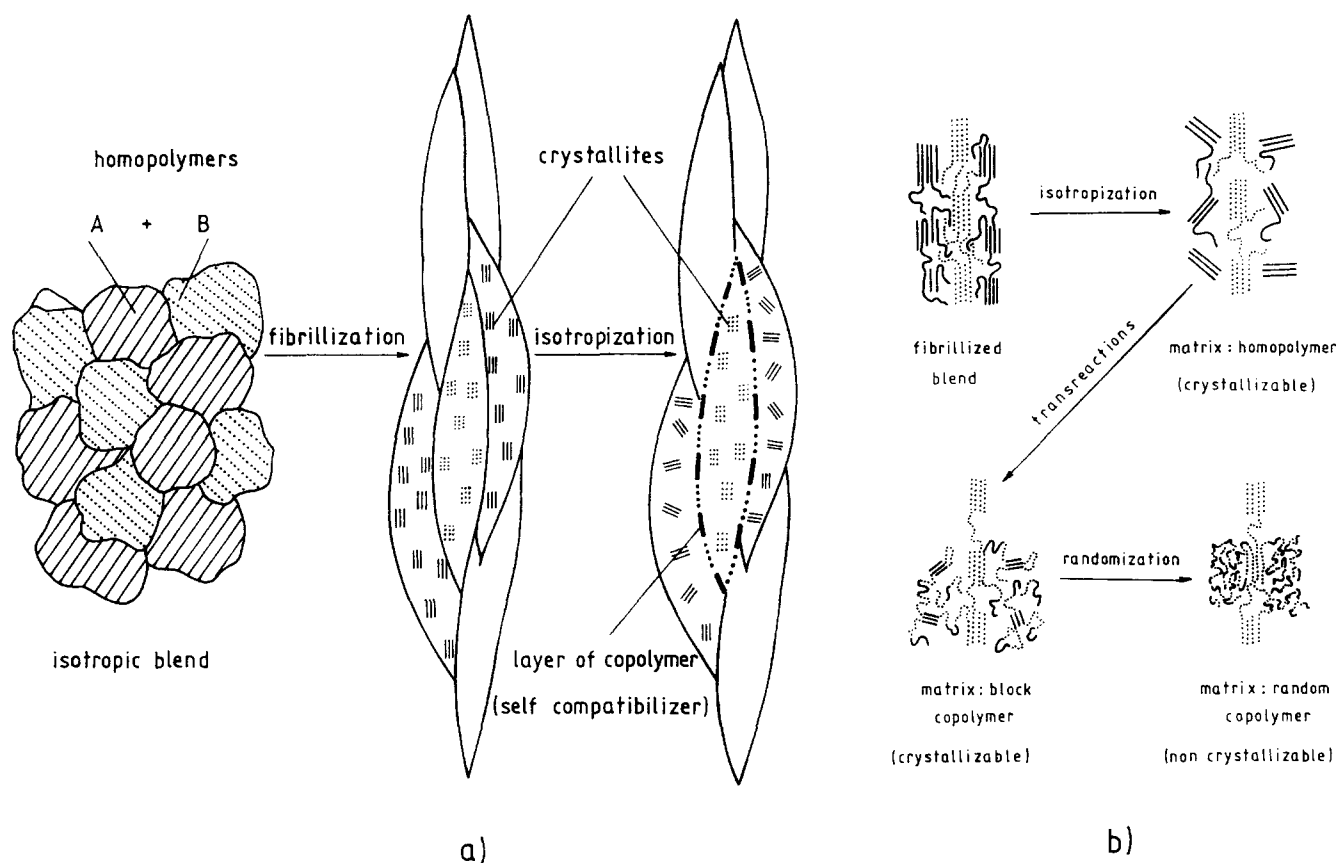 homopolymers
A + B
isotropic blend
fibrillization
crystallites
isotropization
layer of copolymer
(self compatibilizer)
a)
fibrillized
blend
isotropization
matrix : homopolymer
(crystallizable)
transreactions
matrix : block
copolymer
(crystallizable)
randomization
matrix : random
copolymer
(non crystallizable)
b)